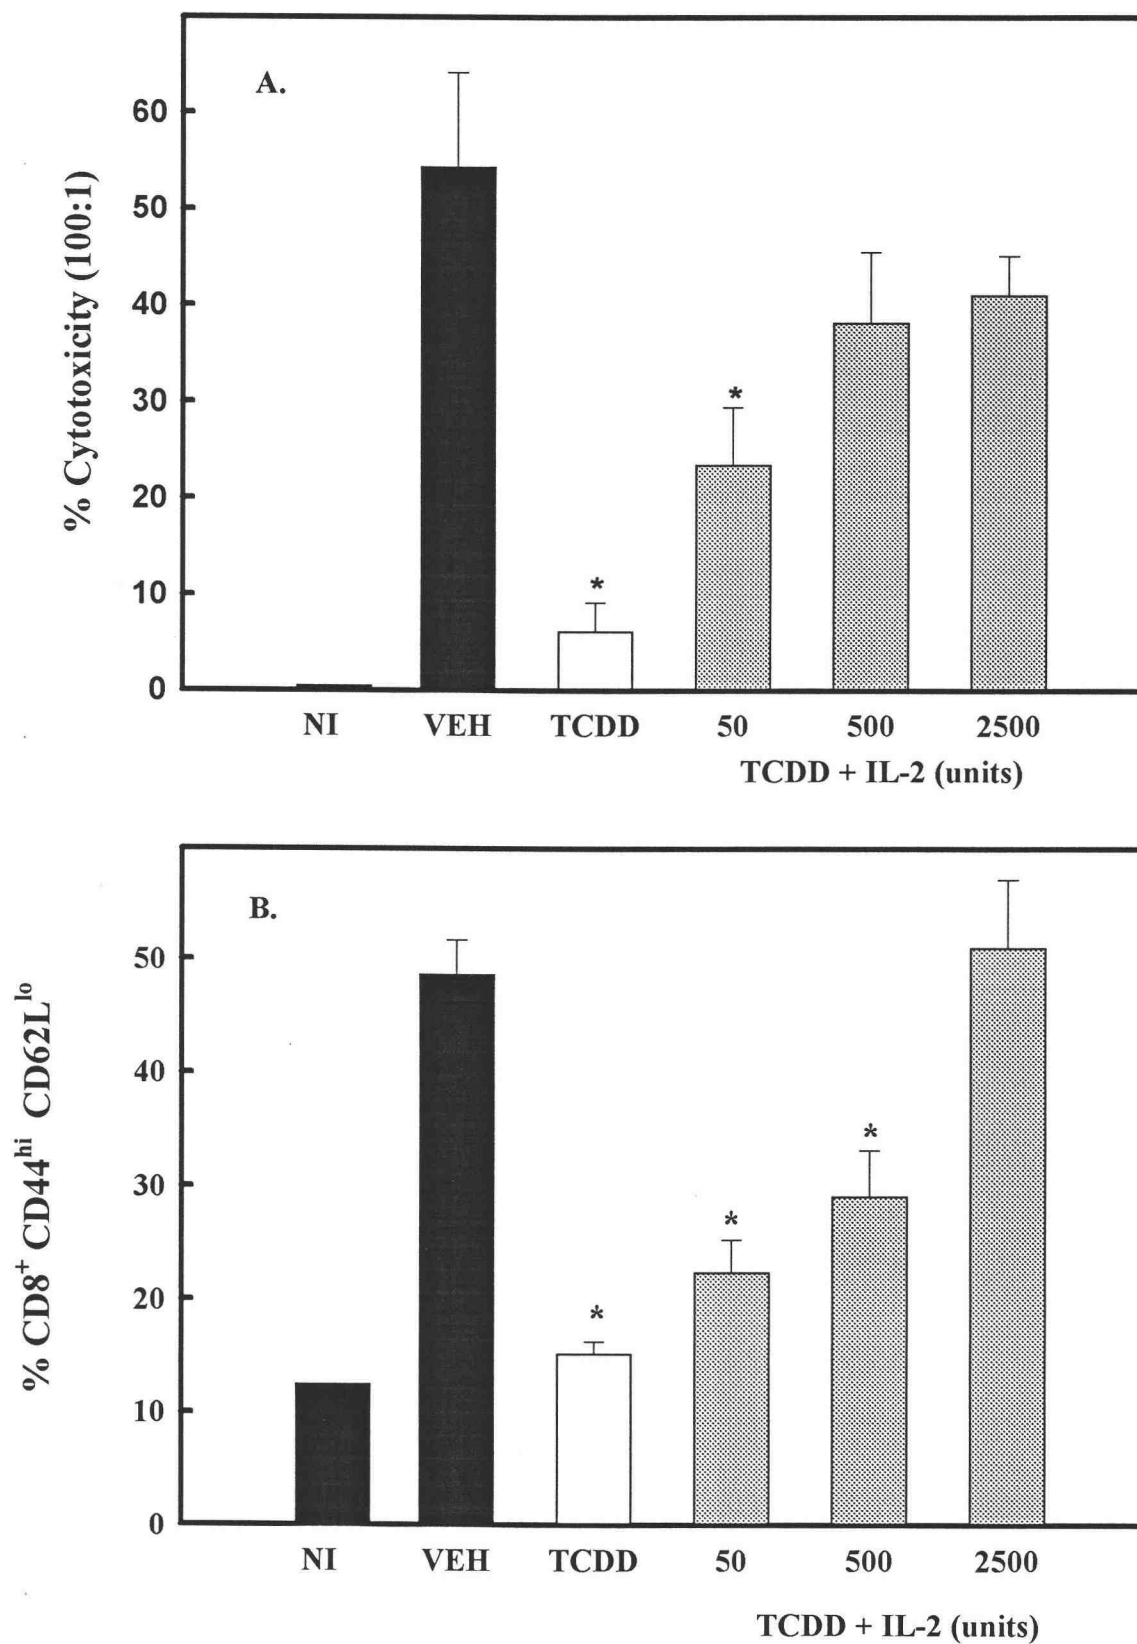 A.
% Cytotoxicity (100:1)
60
50
40
30
20
10
0
* * 
NI VEH TCDD 50 500 2500
TCDD + IL-2 (units)
B.
% CD8+ CD44hi CD62Llo
50
40
30
20
10
0
* * *
NI VEH TCDD 50 500 2500
TCDD + IL-2 (units)